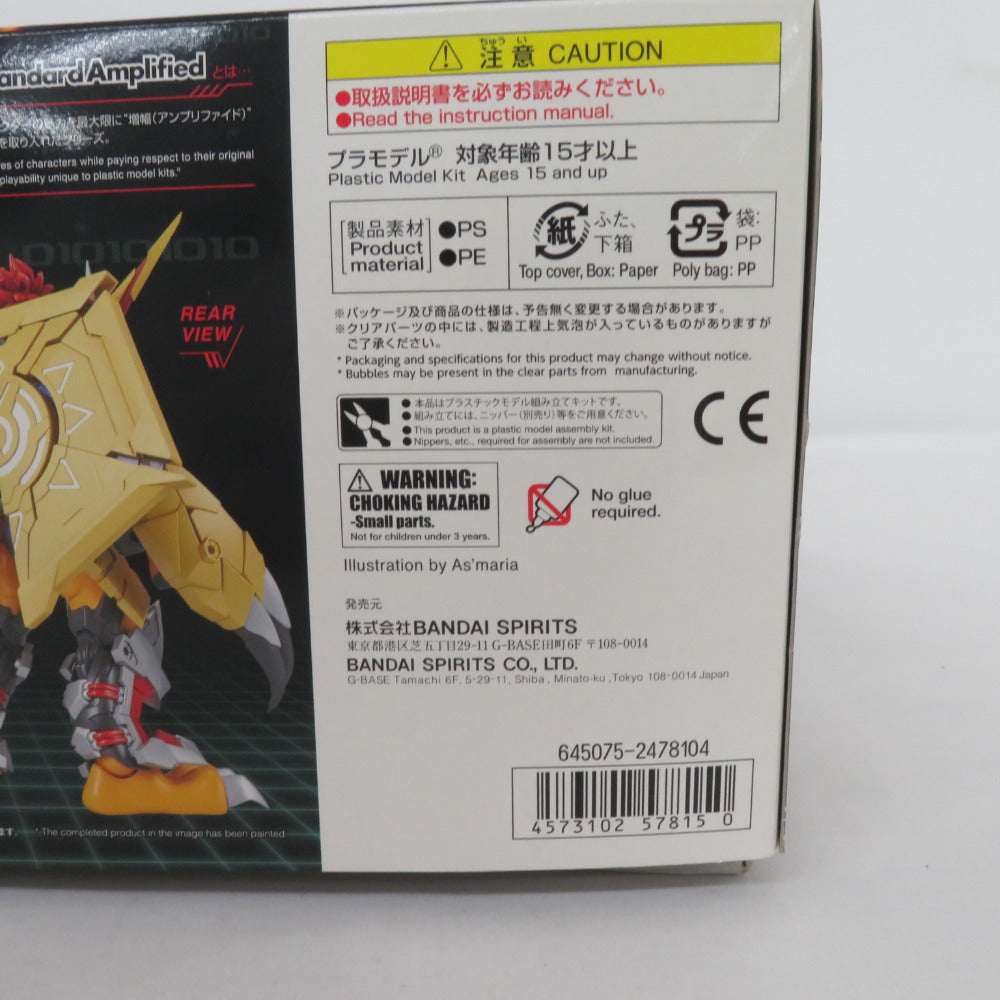 andard Amplified とは…
最大限に"増幅(アンプリファイド)"
を取り入れたシリーズ。
res of characters while paying respect to their original
playability unique to plastic model kits."
010101010
REAR
VIEW
ます。 *The completed product in the image has been painted
ちゅう い
注意 CAUTION
●取扱説明書を必ずお読みください。
●Read the instruction manual.
プラモデル® 対象年齢15才以上
Plastic Model Kit Ages 15 and up
[製品素材]
Product
material
●PS
●PE
紙 ふた、
下箱
Top cover, Box: Paper
プラ 袋:
PP
Poly bag: PP
※パッケージ及び商品の仕様は、予告無く変更する場合があります。
※クリアパーツの中には、製造工程上気泡が入っているものがありますが
ご了承ください。
* Packaging and specifications for this product may change without notice.
* Bubbles may be present in the clear parts from manufacturing.
● 本品はプラスチックモデル組み立てキットです。
● 組み立てには、ニッパー(別売り)等をご用意ください。
● This product is a plastic model assembly kit.
● Nippers, etc., required for assembly are not included.
CE
WARNING:
CHOKING HAZARD
-Small parts.
Not for children under 3 years.
No glue
required.
Illustration by As'maria
発売元
株式会社BANDAI SPIRITS
東京都港区芝五丁目29-11 G-BASE田町6F 〒108-0014
BANDAI SPIRITS CO., LTD.
G-BASE Tamachi 6F, 5-29-11, Shiba, Minato-ku, Tokyo 108-0014 Japan
645075-2478104
4573102 57815 0